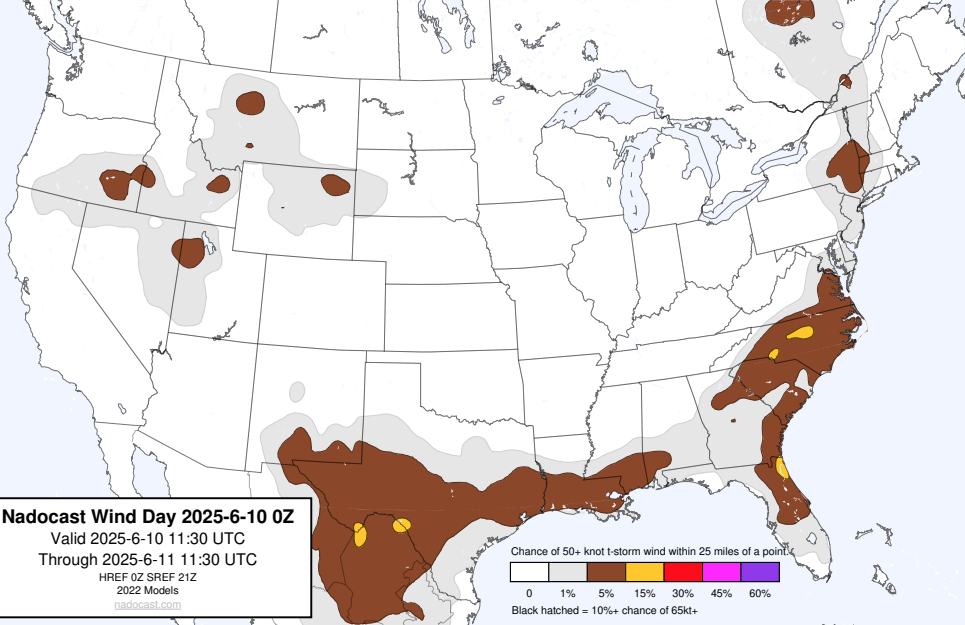 Nadocast Wind Day 2025-6-10 0Z
Valid 2025-6-10 11:30 UTC
Through 2025-6-11 11:30 UTC
HREF 0Z SREF 21Z
2022 Models
nadocast.com
Chance of 50+ knot t-storm wind within 25 miles of a point.
0 1% 5% 15% 30% 45% 60%
Black hatched = 10%+ chance of 65kt+